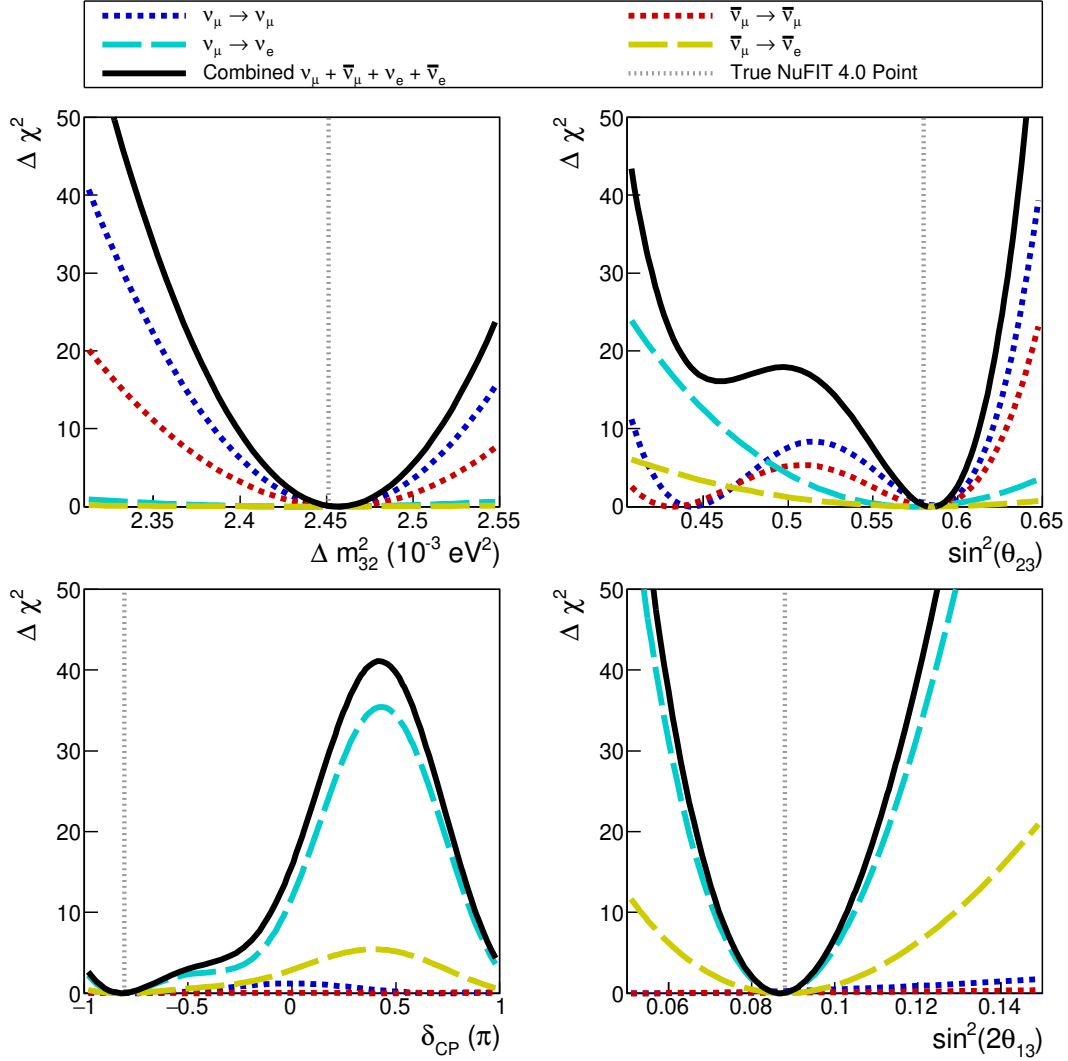 ν_μ → ν_μ
ν̅_μ → ν̅_μ
ν_μ → ν_e
ν̅_μ → ν̅_e
Combined ν_μ + ν̅_μ + ν_e + ν̅_e
True NuFIT 4.0 Point
Δ χ²
50
40
30
20
10
0
2.35 2.4 2.45 2.5 2.55
Δ m²₃₂ (10⁻³ eV²)
Δ χ²
50
40
30
20
10
0
0.45 0.5 0.55 0.6 0.65
sin²(θ₂₃)
Δ χ²
50
40
30
20
10
0
−1 −0.5 0 0.5 1
δ_CP (π)
Δ χ²
50
40
30
20
10
0
0.06 0.08 0.1 0.12 0.14
sin²(2θ₁₃)